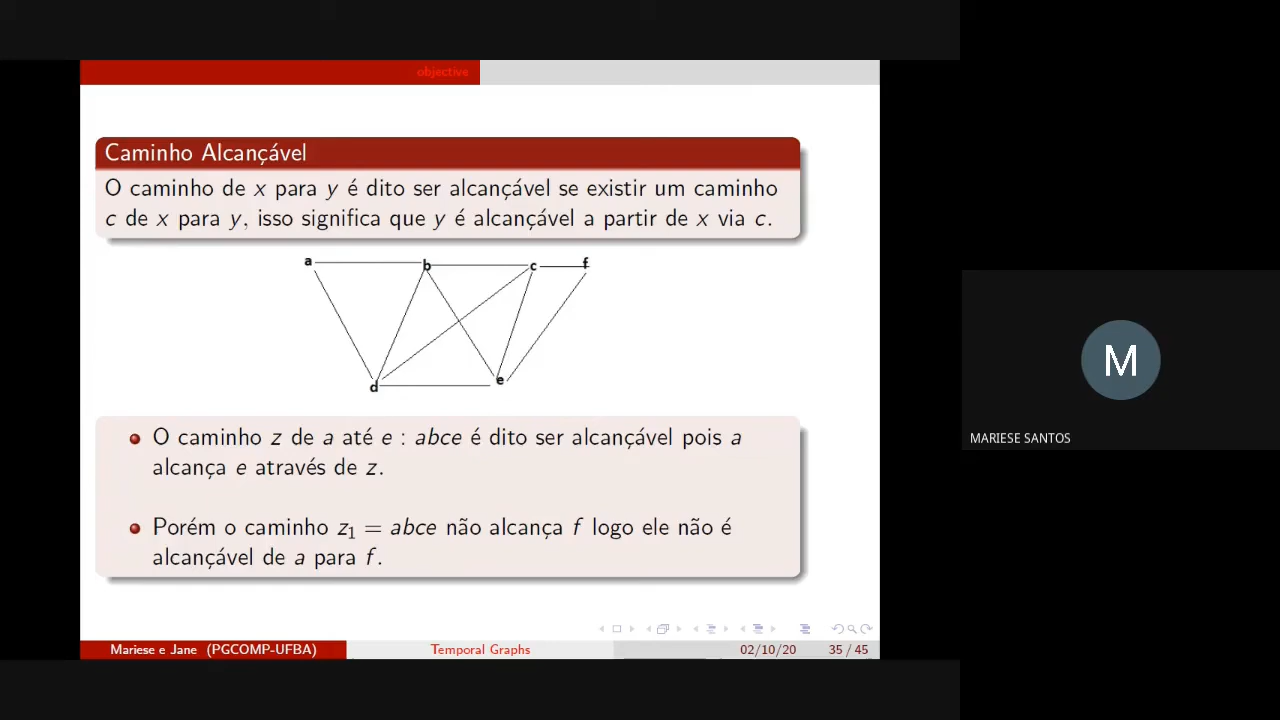 objective
Caminho Alcançável
O caminho de x para y é dito ser alcançável se existir um caminho
c de x para y, isso significa que y é alcançável a partir de x via c.
a b c f
d e
O caminho z de a até e : abce é dito ser alcançável pois a
alcança e através de z.
Porém o caminho z₁ = abce não alcança f logo ele não é
alcançável de a para f.
Mariese e Jane (PGCOMP-UFBA) Temporal Graphs 02/10/20 35 / 45
M
MARIESE SANTOS